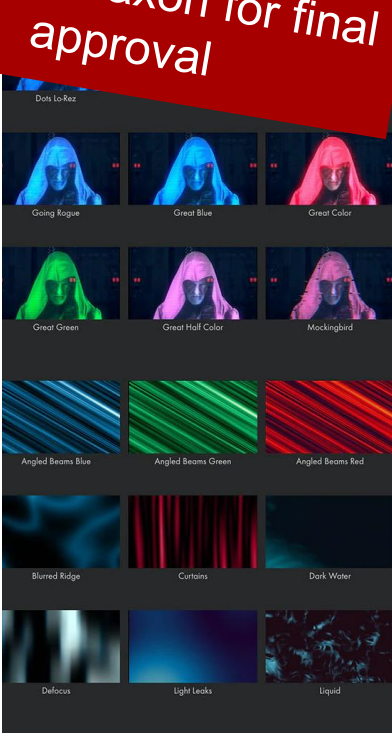 for final
approval
Dots Lo-Rez
Going Rogue
Great Blue
Great Color
Great Green
Great Half Color
Mockingbird
Angled Beams Blue
Angled Beams Green
Angled Beams Red
Blurred Ridge
Curtains
Dark Water
Defocus
Light Leaks
Liquid